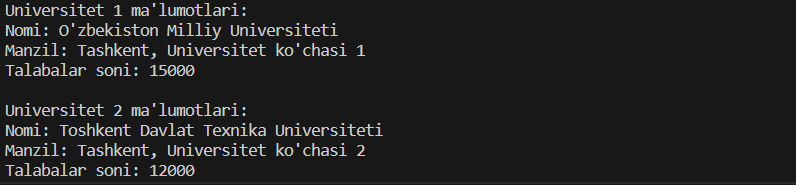 Universitet 1 ma'lumotlari:
Nomi: O'zbekiston Milliy Universiteti
Manzil: Tashkent, Universitet ko'chasi 1
Talabalar soni: 15000
Universitet 2 ma'lumotlari:
Nomi: Toshkent Davlat Texnika Universiteti
Manzil: Tashkent, Universitet ko'chasi 2
Talabalar soni: 12000